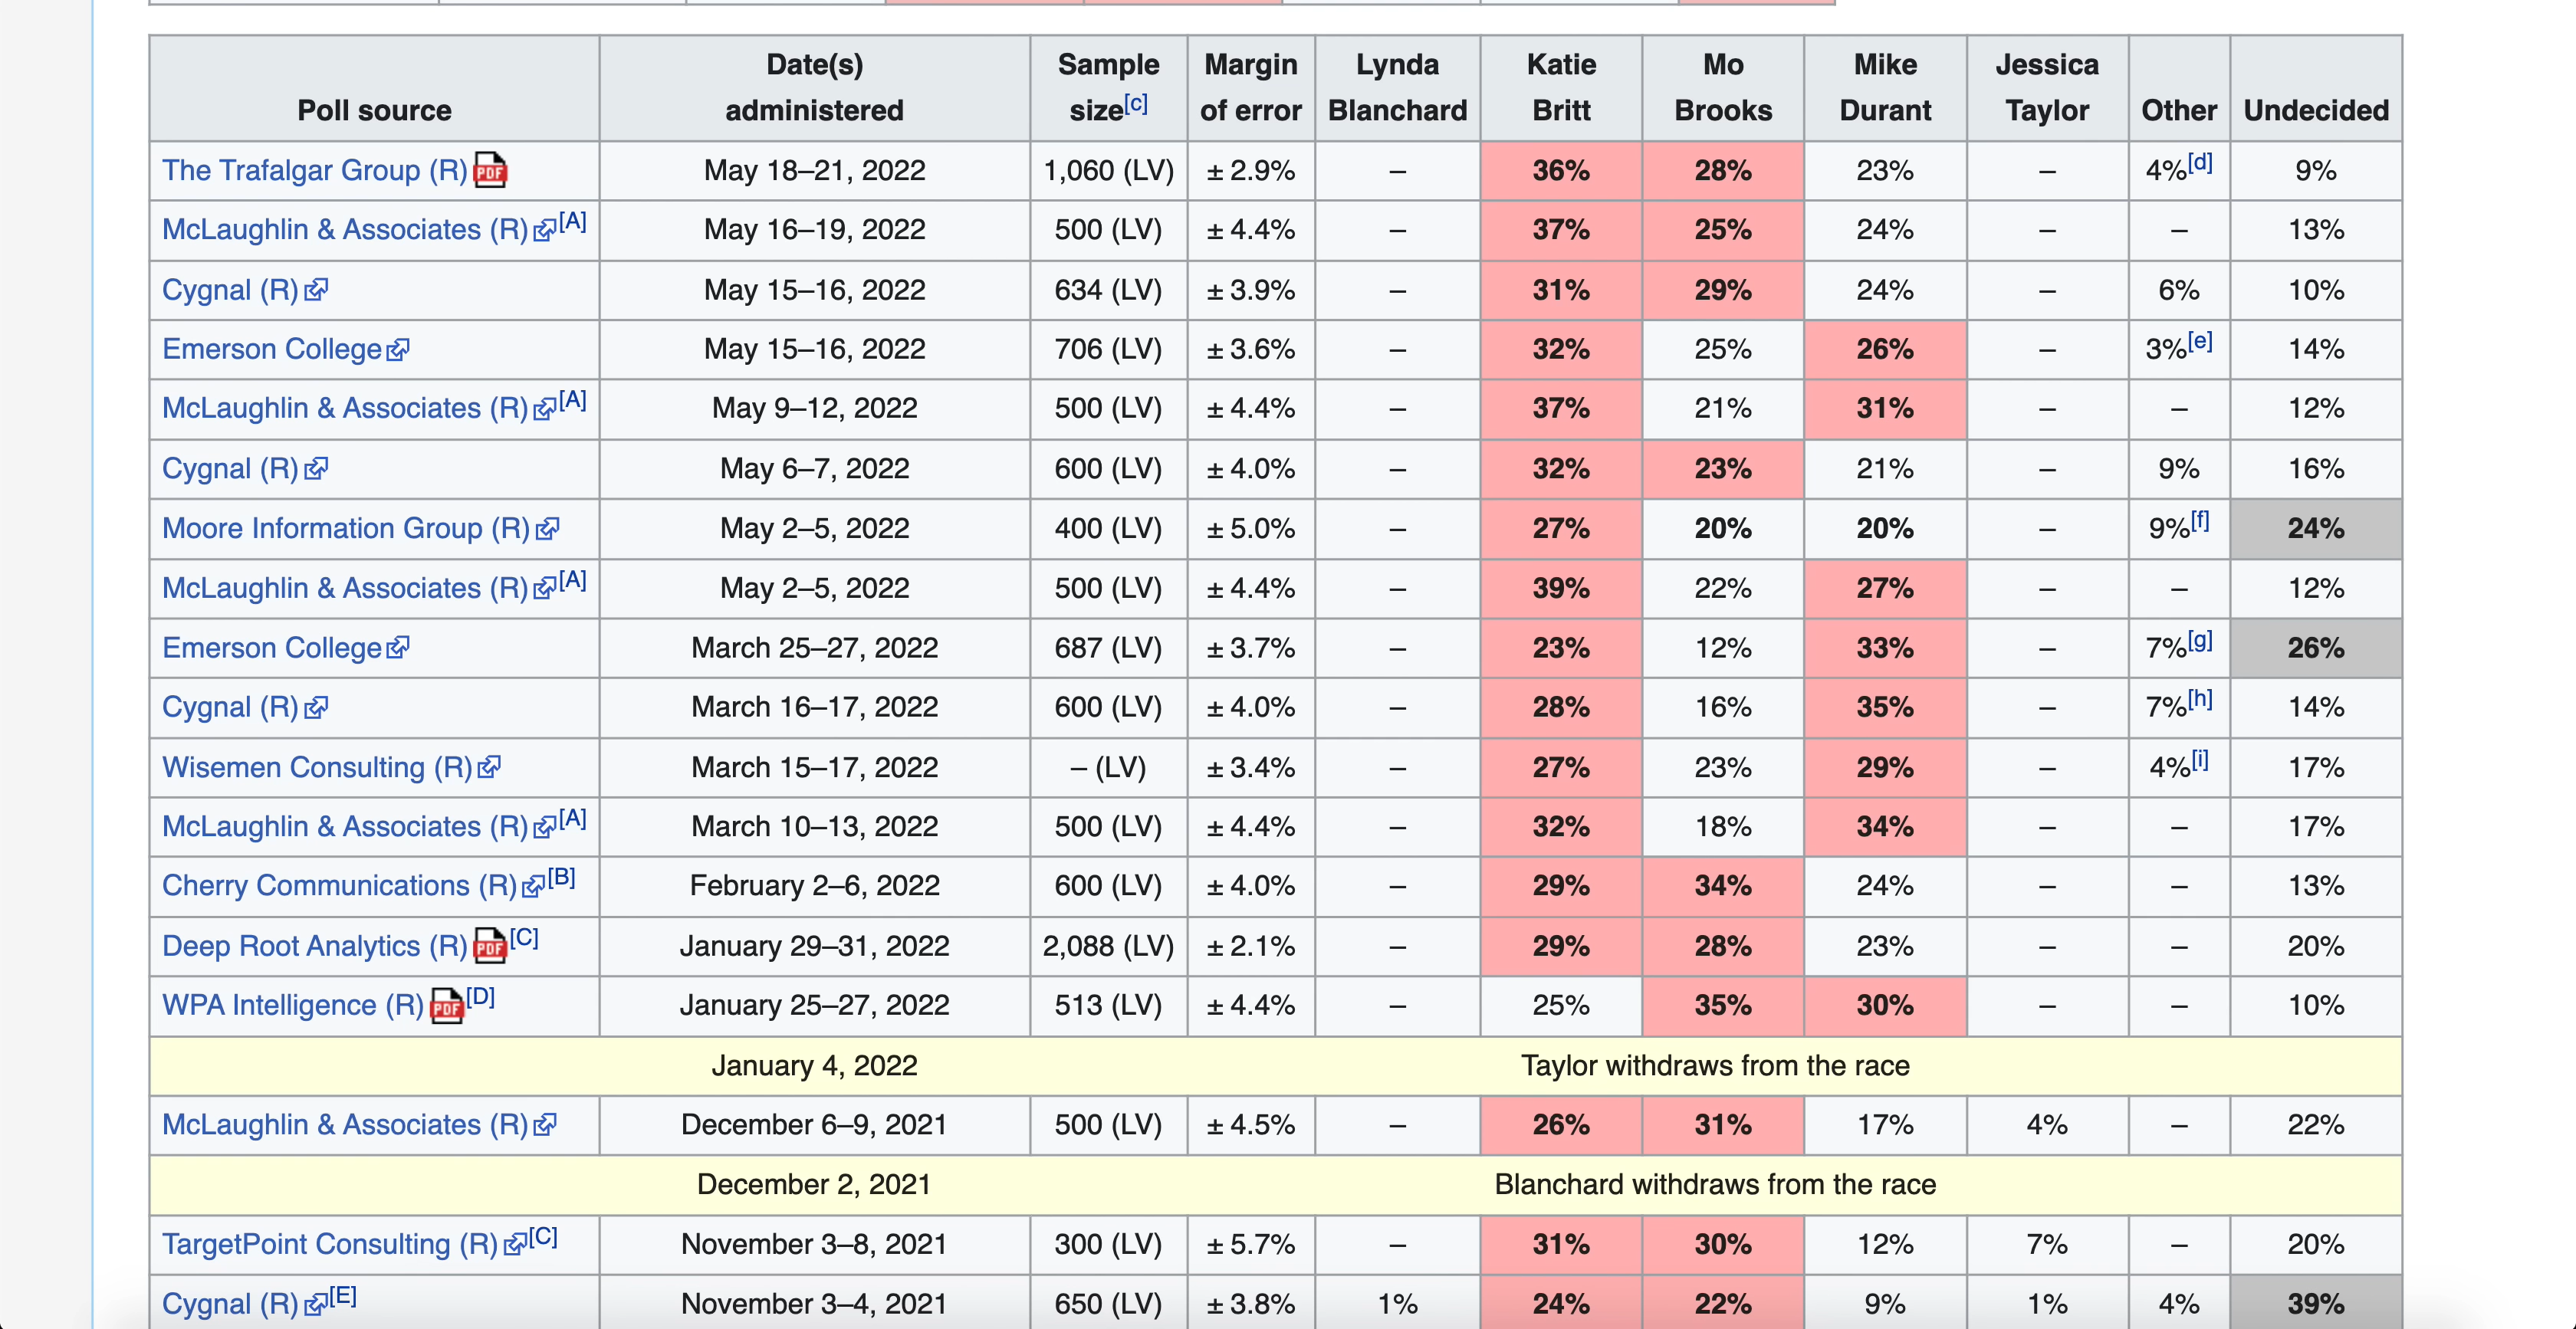 Poll source Date(s) administered Sample size[c] Margin of error Lynda Blanchard Katie Britt Mo Brooks Mike Durant Jessica Taylor Other Undecided
The Trafalgar Group (R) PDF May 18–21, 2022 1,060 (LV) ± 2.9% – 36% 28% 23% – 4%[d] 9%
McLaughlin & Associates (R) [A] May 16–19, 2022 500 (LV) ± 4.4% – 37% 25% 24% – – 13%
Cygnal (R) May 15–16, 2022 634 (LV) ± 3.9% – 31% 29% 24% – 6% 10%
Emerson College May 15–16, 2022 706 (LV) ± 3.6% – 32% 25% 26% – 3%[e] 14%
McLaughlin & Associates (R) [A] May 9–12, 2022 500 (LV) ± 4.4% – 37% 21% 31% – – 12%
Cygnal (R) May 6–7, 2022 600 (LV) ± 4.0% – 32% 23% 21% – 9% 16%
Moore Information Group (R) May 2–5, 2022 400 (LV) ± 5.0% – 27% 20% 20% – 9%[f] 24%
McLaughlin & Associates (R) [A] May 2–5, 2022 500 (LV) ± 4.4% – 39% 22% 27% – – 12%
Emerson College March 25–27, 2022 687 (LV) ± 3.7% – 23% 12% 33% – 7%[g] 26%
Cygnal (R) March 16–17, 2022 600 (LV) ± 4.0% – 28% 16% 35% – 7%[h] 14%
Wisemen Consulting (R) March 15–17, 2022 – (LV) ± 3.4% – 27% 23% 29% – 4%[i] 17%
McLaughlin & Associates (R) [A] March 10–13, 2022 500 (LV) ± 4.4% – 32% 18% 34% – – 17%
Cherry Communications (R) [B] February 2–6, 2022 600 (LV) ± 4.0% – 29% 34% 24% – – 13%
Deep Root Analytics (R) PDF [C] January 29–31, 2022 2,088 (LV) ± 2.1% – 29% 28% 23% – – 20%
WPA Intelligence (R) PDF [D] January 25–27, 2022 513 (LV) ± 4.4% – 25% 35% 30% – – 10%
January 4, 2022 Taylor withdraws from the race
McLaughlin & Associates (R) December 6–9, 2021 500 (LV) ± 4.5% – 26% 31% 17% 4% – 22%
December 2, 2021 Blanchard withdraws from the race
TargetPoint Consulting (R) [C] November 3–8, 2021 300 (LV) ± 5.7% – 31% 30% 12% 7% – 20%
Cygnal (R) [E] November 3–4, 2021 650 (LV) ± 3.8% 1% 24% 22% 9% 1% 4% 39%